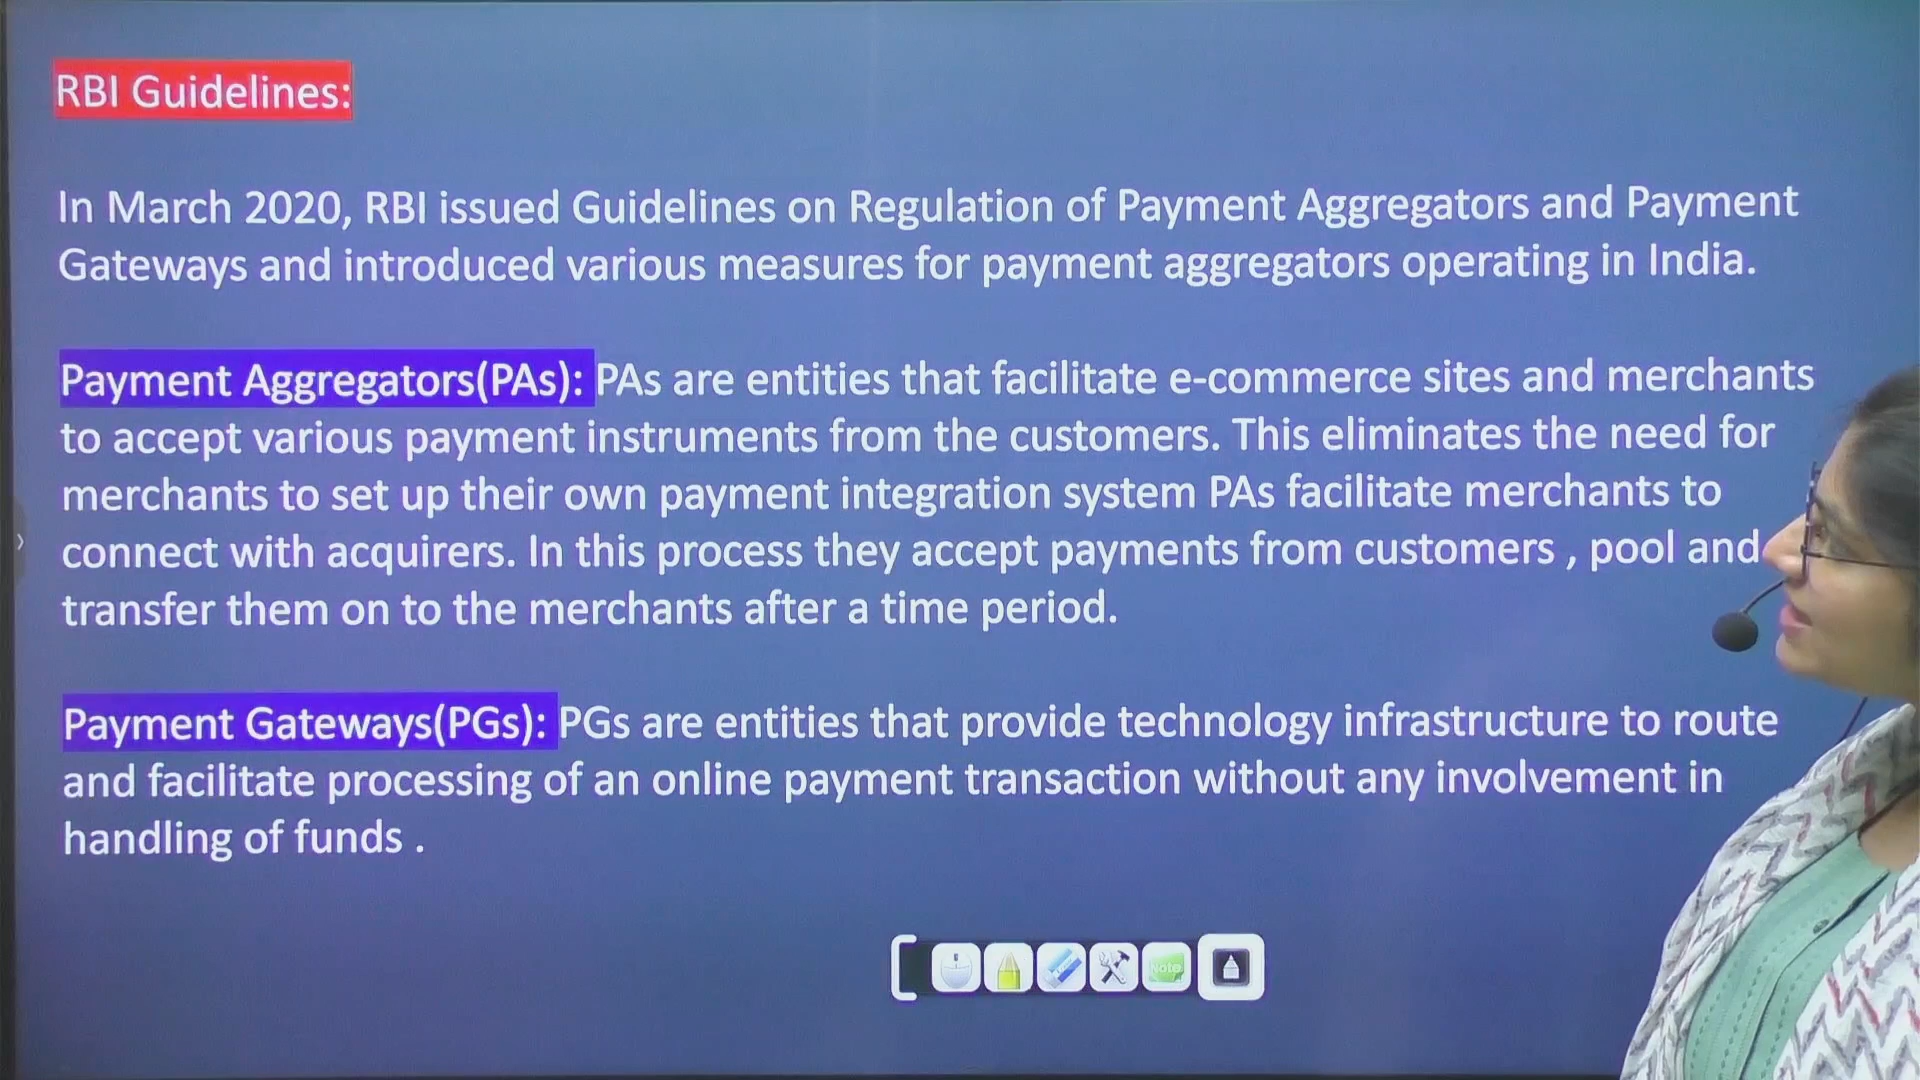 RBI Guidelines:
In March 2020, RBI issued Guidelines on Regulation of Payment Aggregators and Payment
Gateways and introduced various measures for payment aggregators operating in India.
Payment Aggregators(PAs): PAs are entities that facilitate e-commerce sites and merchants
to accept various payment instruments from the customers. This eliminates the need for
merchants to set up their own payment integration system PAs facilitate merchants to
connect with acquirers. In this process they accept payments from customers , pool and
transfer them on to the merchants after a time period.
Payment Gateways(PGs): PGs are entities that provide technology infrastructure to route
and facilitate processing of an online payment transaction without any involvement in
handling of funds .
Note